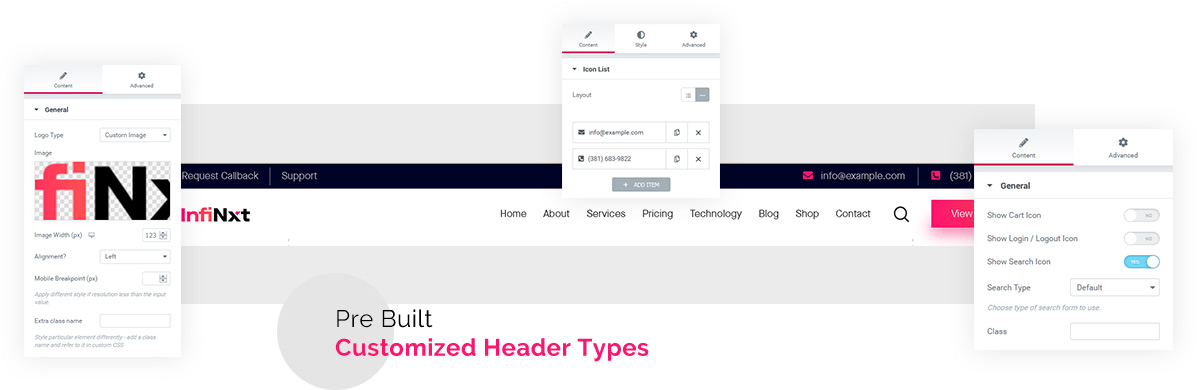 Content
Advanced
General
Logo Type
Custom Image
Image
fiNx
Image Width (px)
123
Alignment?
Left
Mobile Breakpoint (px)
Apply different style if resolution less than the input
value.
Extra class name
Style particular element differently - add a class
name and refer to it in custom CSS
Content
Style
Advanced
Icon List
Layout
info@example.com
(381) 683-9822
+ ADD ITEM
Request Callback
Support
info@example.com
(381)
InfiNxt
Home About Services Pricing Technology Blog Shop Contact
View
Content
Advanced
General
Show Cart Icon
NO
Show Login / Logout Icon
NO
Show Search Icon
YES
Search Type
Default
Choose type of search form to use.
Class
Pre Built
Customized Header Types